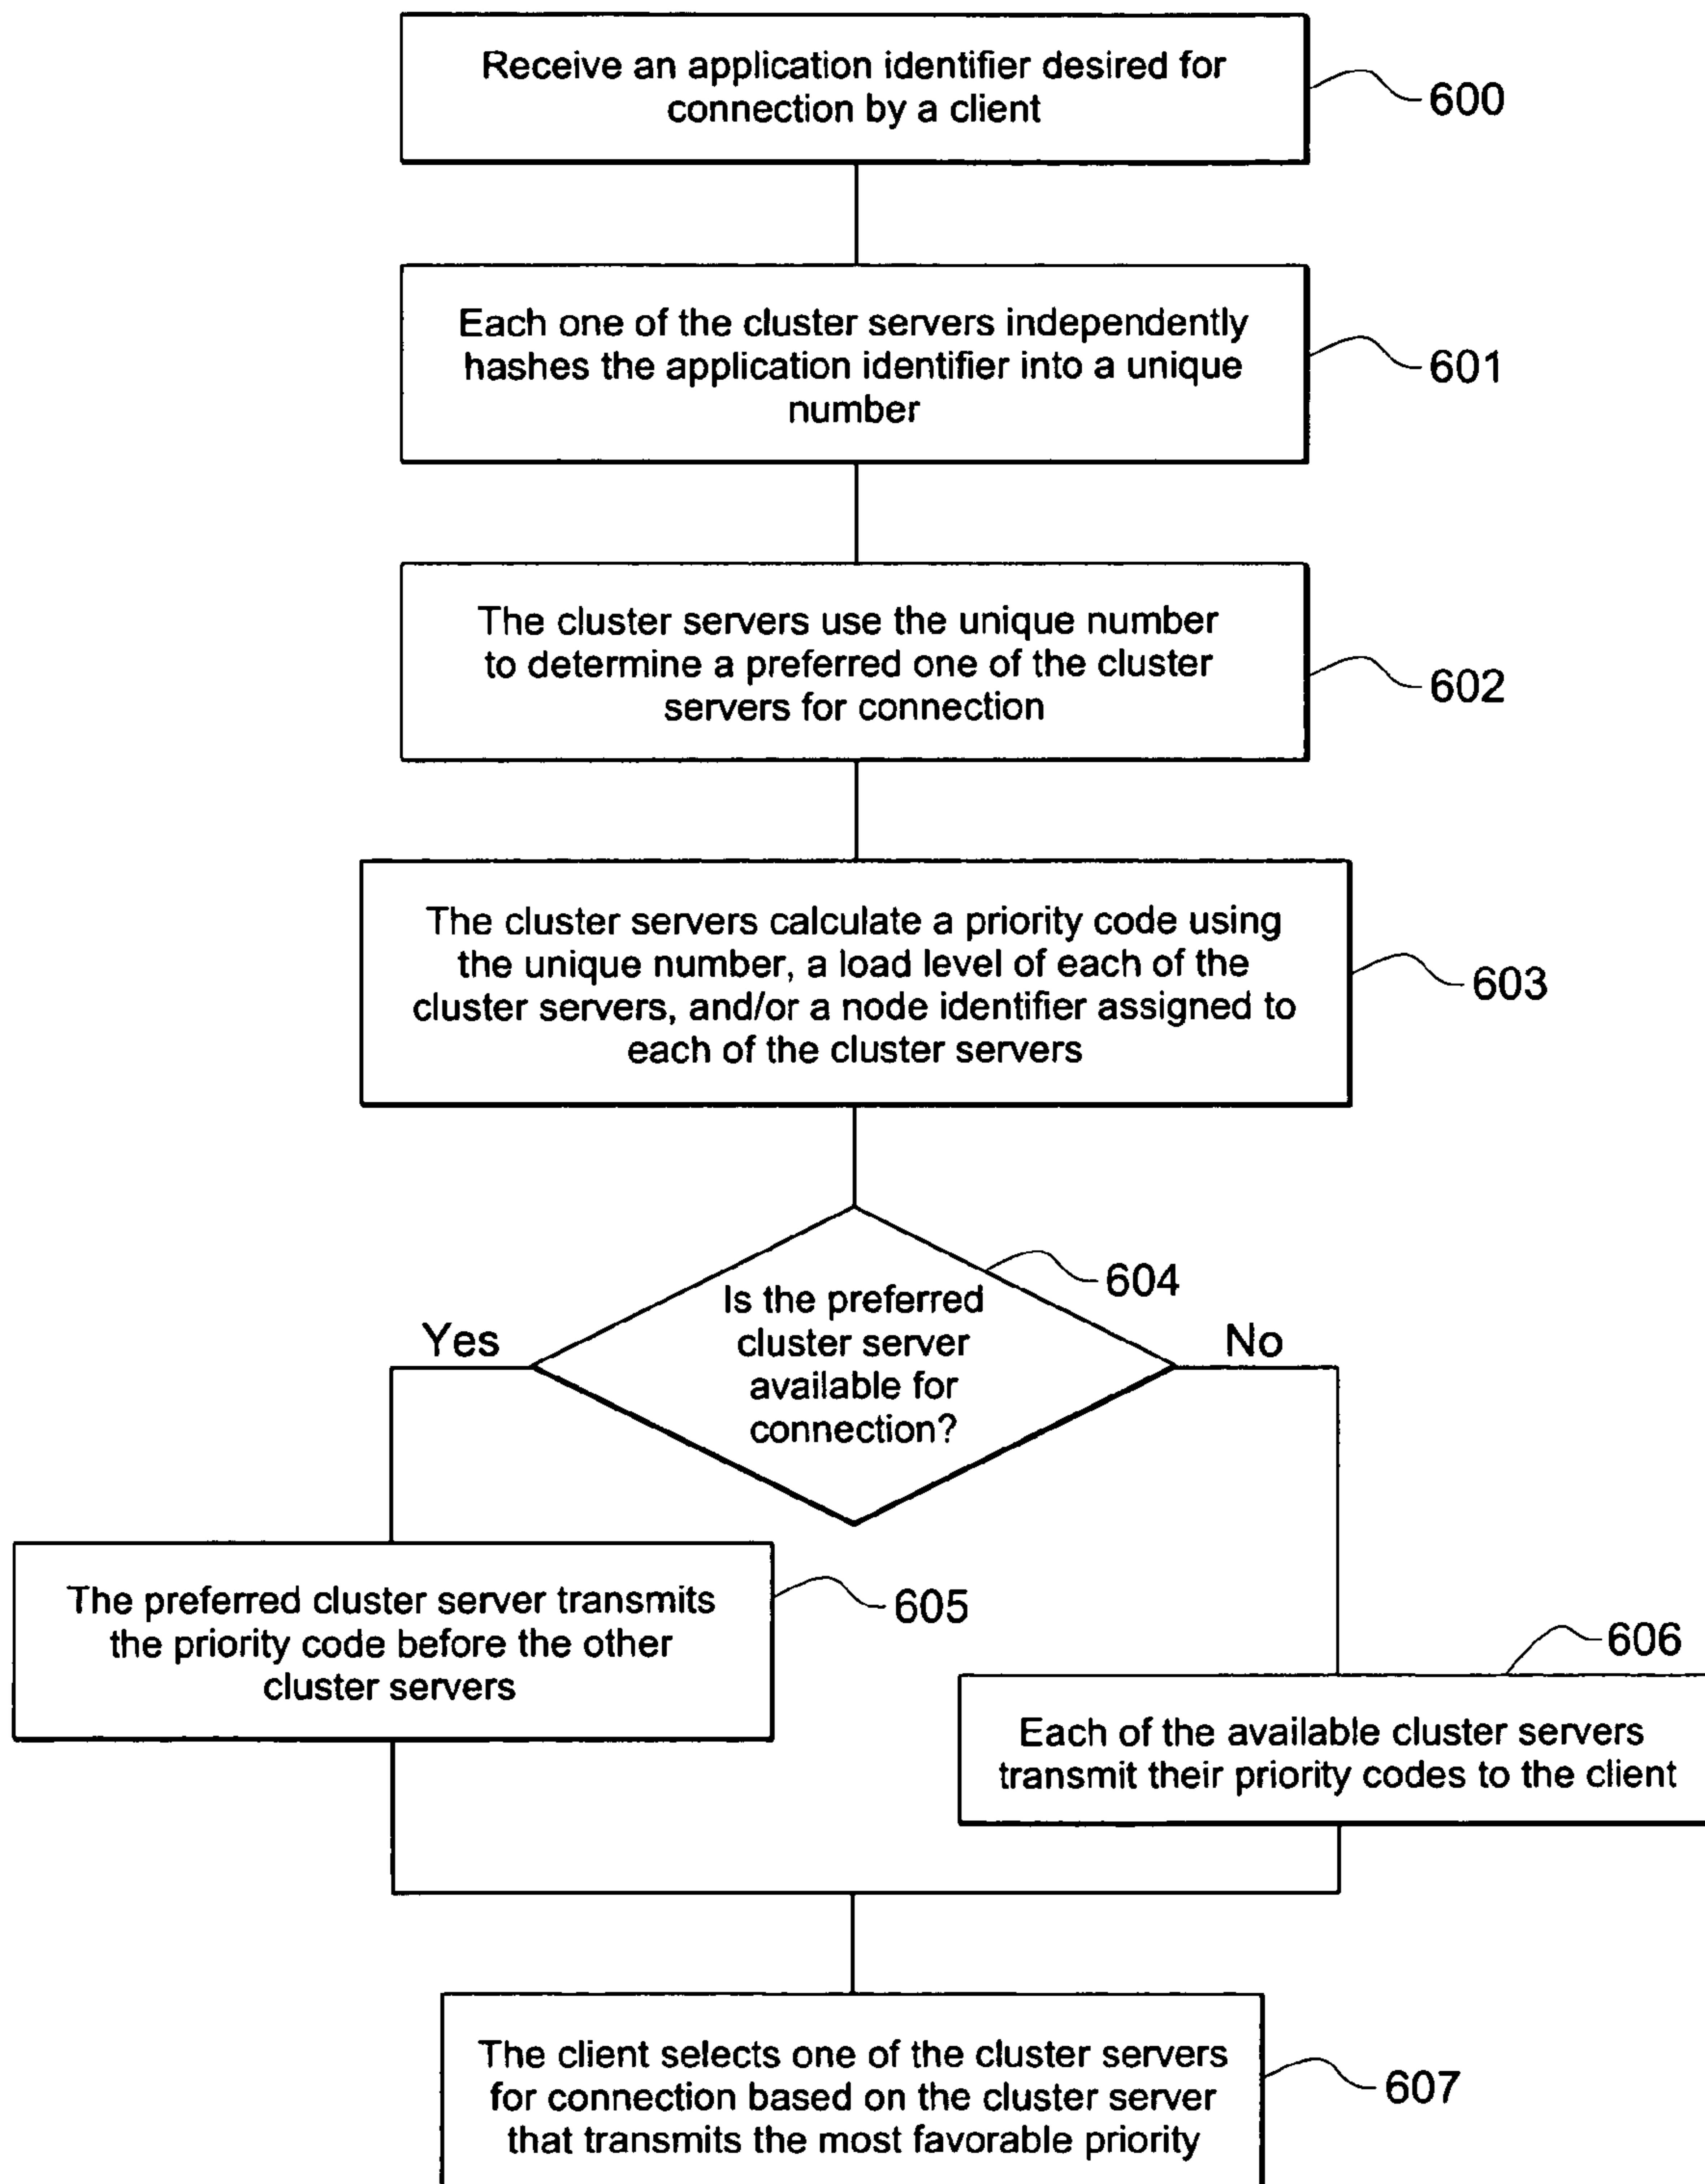 Receive an application identifier desired for
connection by a client
600
Each one of the cluster servers independently
hashes the application identifier into a unique
number
601
The cluster servers use the unique number
to determine a preferred one of the cluster
servers for connection
602
The cluster servers calculate a priority code using
the unique number, a load level of each of the
cluster servers, and/or a node identifier assigned to
each of the cluster servers
603
604
Is the preferred
cluster server
available for
connection?
Yes
No
The preferred cluster server transmits
the priority code before the other
cluster servers
605
606
Each of the available cluster servers
transmit their priority codes to the client
The client selects one of the cluster servers
for connection based on the cluster server
that transmits the most favorable priority
607